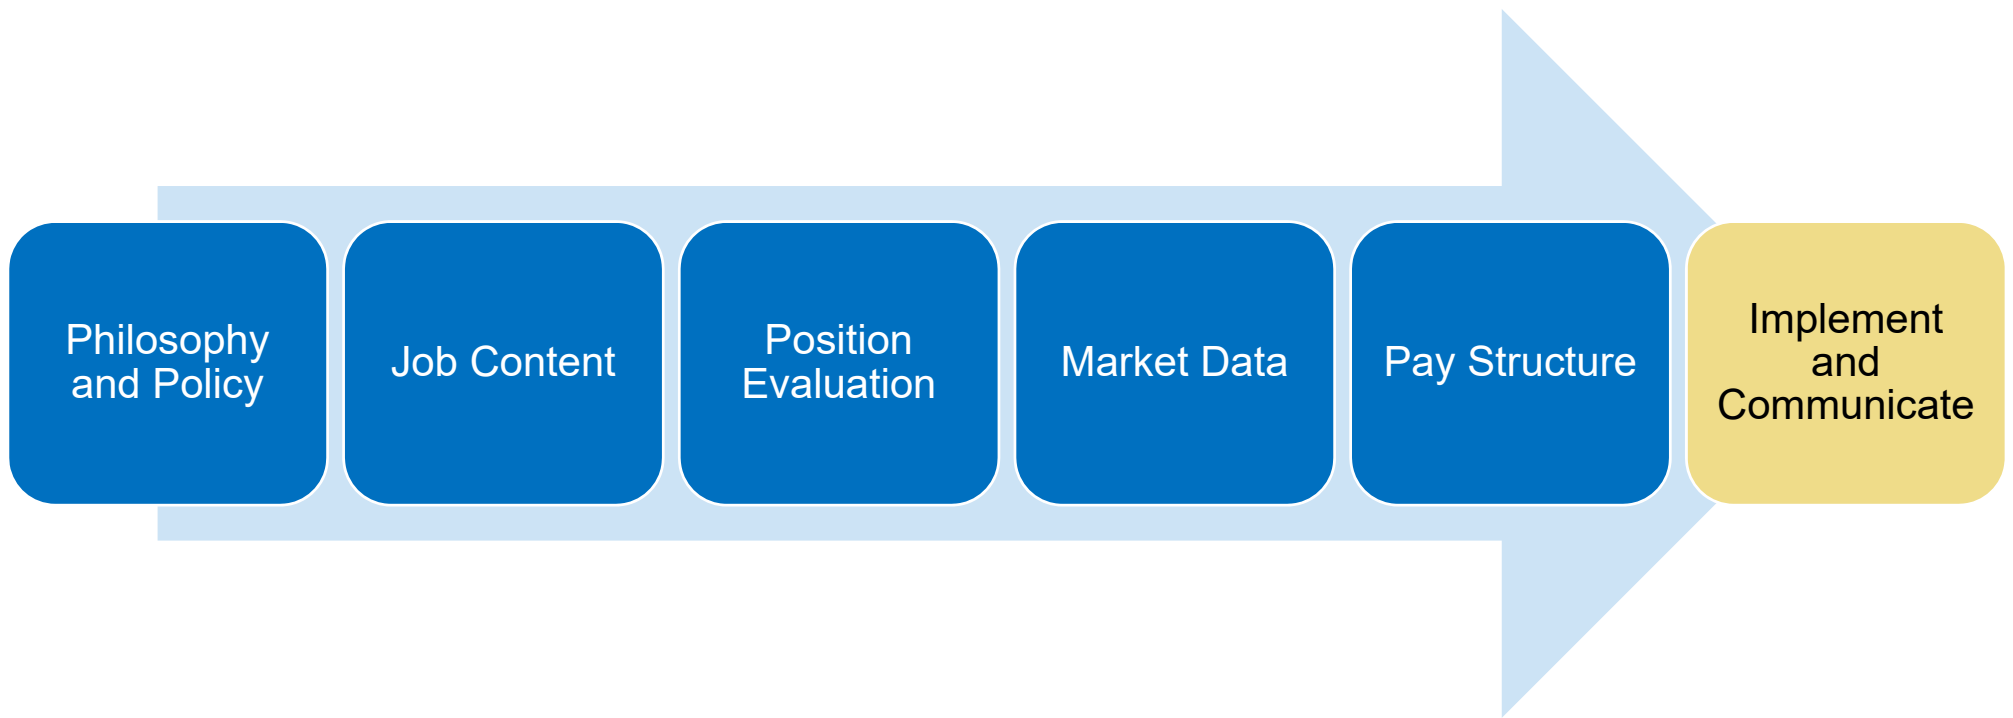 Philosophy
and Policy
Job Content
Position
Evaluation
Market Data
Pay Structure
Implement
and
Communicate